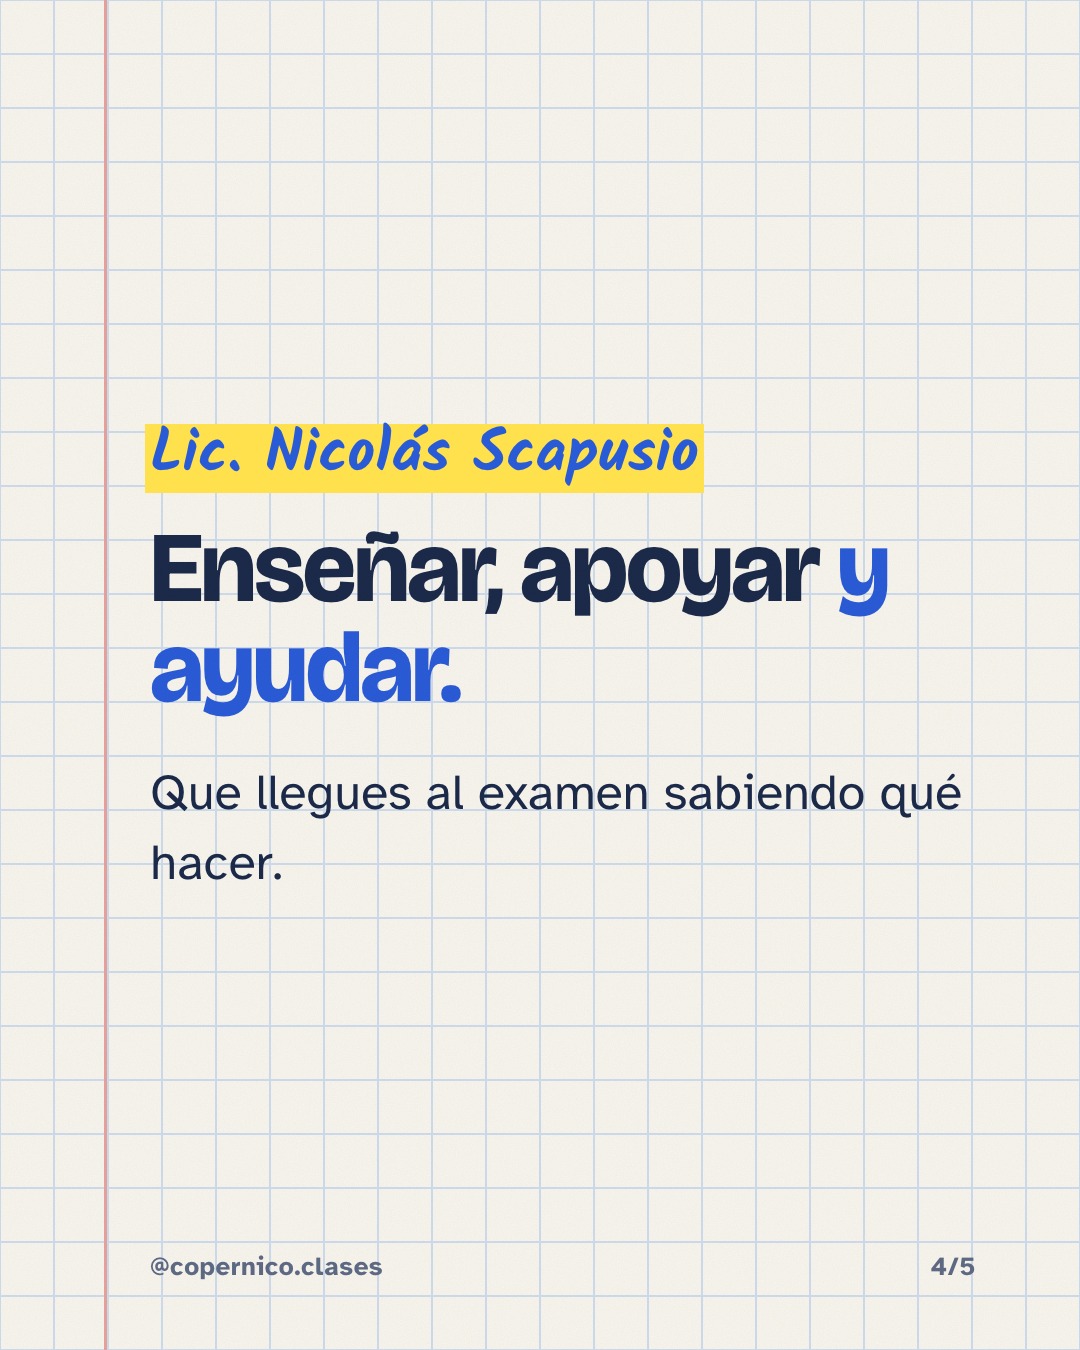 Lic. Nicolás Scapusio
Enseñar, apoyar y
ayudar.
Que llegues al examen sabiendo qué
hacer.
@copernico.clases
4/5